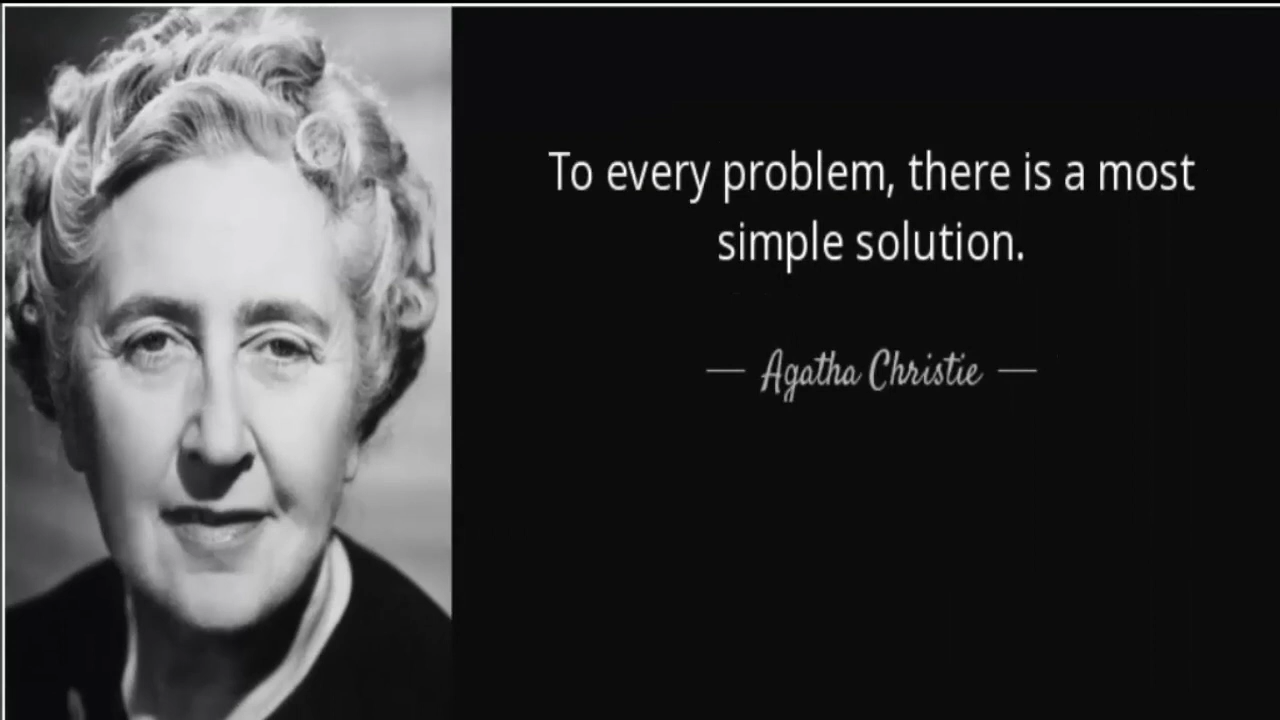 To every problem, there is a most
simple solution.
— Agatha Christie —